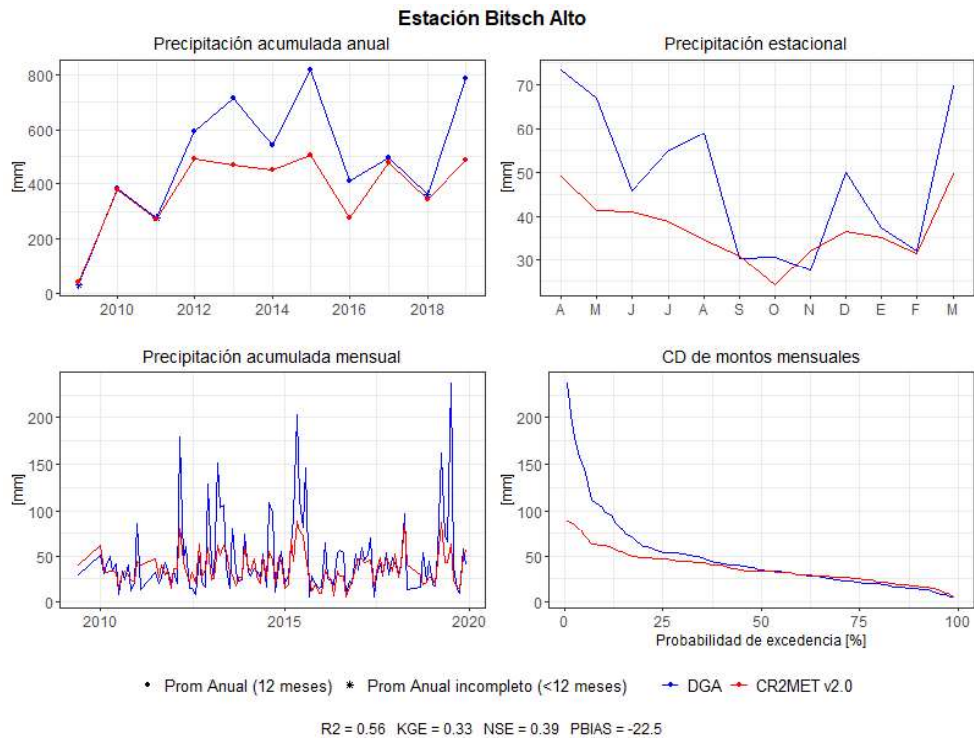 Estación Bitsch Alto
Precipitación acumulada anual
Precipitación estacional
800
600
400
200
0
[mm]
2010
2012
2014
2016
2018
70
60
50
40
30
[mm]
A M J J A S O N D E F M
Precipitación acumulada mensual
CD de montos mensuales
200
150
100
50
0
[mm]
2010
2015
2020
200
150
100
50
0
[mm]
0
25
50
75
100
Probabilidad de excedencia [%]
Prom Anual (12 meses)
Prom Anual incompleto (<12 meses)
DGA
CR2MET v2.0
R2 = 0.56 KGE = 0.33 NSE = 0.39 PBIAS = -22.5